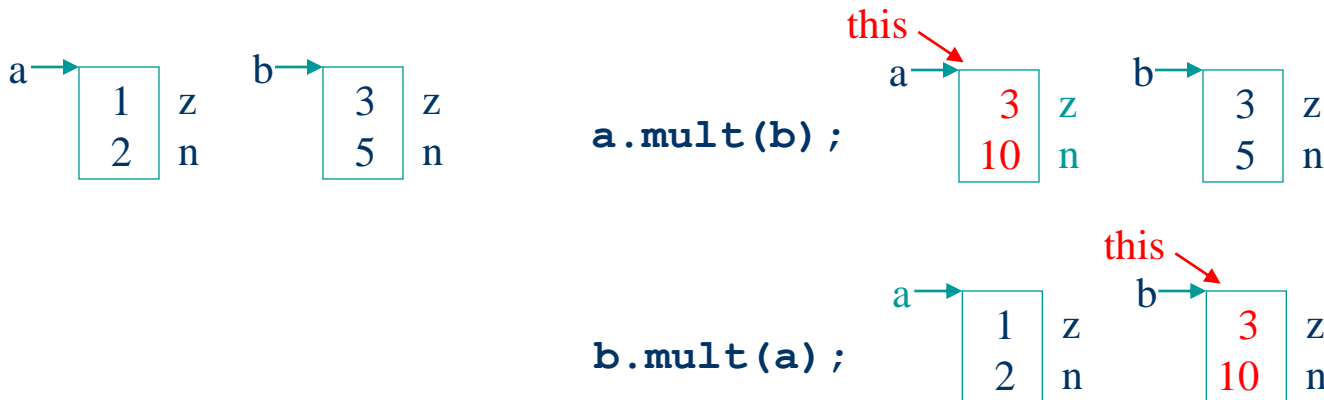 this
a 1 z b 3 z a 3 z b 3 z
2 n 5 n a.mult(b); 10 n 5 n
this
a 1 z b 3 z
b.mult(a); 2 n 10 n